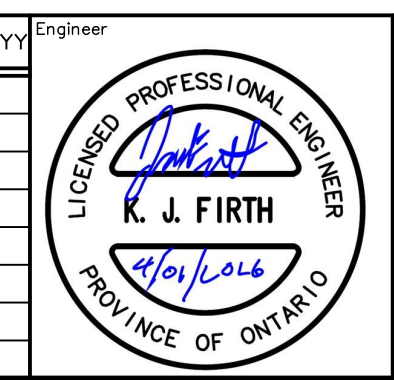 YY
Engineer
LICENSED PROFESSIONAL ENGINEER
K. J. FIRTH
4/01/2016
PROVINCE OF ONTARIO